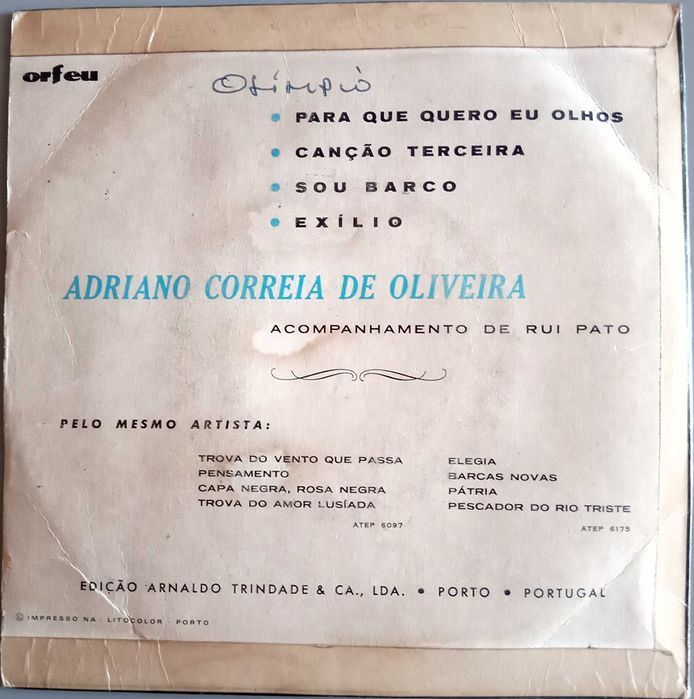 orfeu
Olímpio
• PARA QUE QUERO EU OLHOS
• CANÇÃO TERCEIRA
• SOU BARCO
• EXÍLIO
ADRIANO CORREIA DE OLIVEIRA
ACOMPANHAMENTO DE RUI PATO
PELO MESMO ARTISTA:
TROVA DO VENTO QUE PASSA
PENSAMENTO
CAPA NEGRA, ROSA NEGRA
TROVA DO AMOR LUSÍADA
ATEP 6097
ELEGIA
BARCAS NOVAS
PÁTRIA
PESCADOR DO RIO TRISTE
ATEP 6175
EDIÇÃO ARNALDO TRINDADE & CA., LDA. • PORTO • PORTUGAL
IMPRESSO NA: LITOCOLOR - PORTO